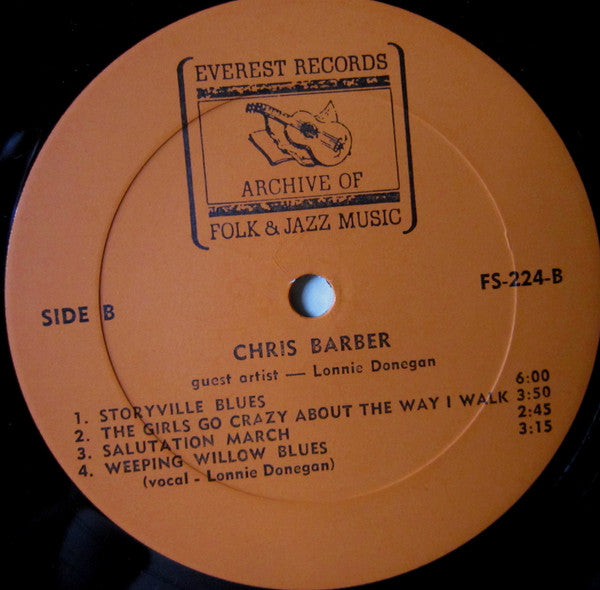 EVEREST RECORDS
ARCHIVE OF
FOLK & JAZZ MUSIC
SIDE B
FS-224-B
CHRIS BARBER
guest artist — Lonnie Donegan
1. STORYVILLE BLUES 6:00
2. THE GIRLS GO CRAZY ABOUT THE WAY I WALK 3:50
3. SALUTATION MARCH 2:45
4. WEEPING WILLOW BLUES 3:15
(vocal - Lonnie Donegan)